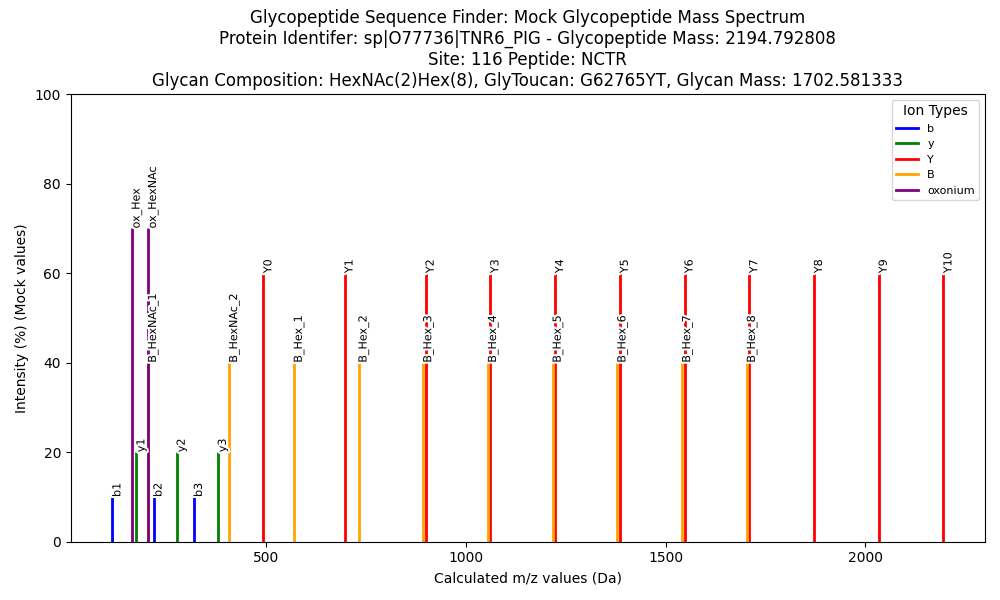 Glycopeptide Sequence Finder: Mock Glycopeptide Mass Spectrum
Protein Identifer: sp|O77736|TNR6_PIG - Glycopeptide Mass: 2194.792808
Site: 116 Peptide: NCTR
Glycan Composition: HexNAc(2)Hex(8), GlyToucan: G62765YT, Glycan Mass: 1702.581333
Intensity (%) (Mock values)
100
80
60
40
20
0
Ion Types
b
y
Y
B
oxonium
b1
ox_Hex
y1
ox_HexNAc
B_HexNAc_1
b2
y2
b3
y3
B_HexNAc_2
Y0
B_Hex_1
Y1
B_Hex_2
Y2
B_Hex_3
Y3
B_Hex_4
Y4
B_Hex_5
Y5
B_Hex_6
Y6
B_Hex_7
Y7
B_Hex_8
Y8
Y9
Y10
500
1000
1500
2000
Calculated m/z values (Da)